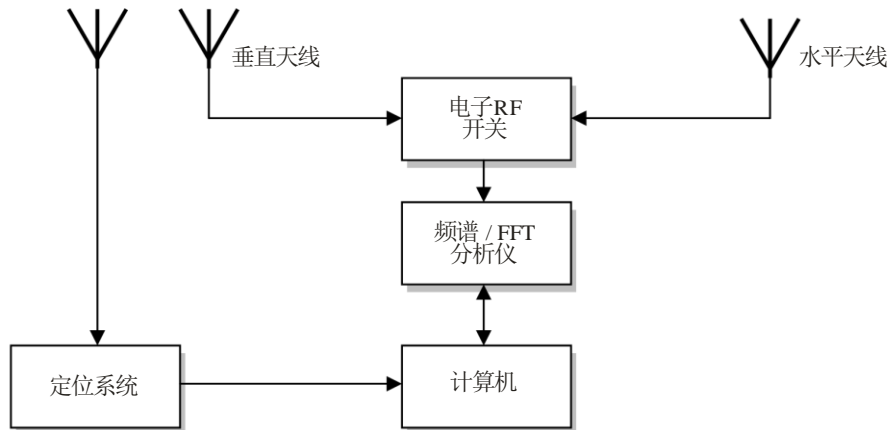 垂直天线
水平天线
电子RF
开关
频谱 / FFT
分析仪
定位系统
计算机